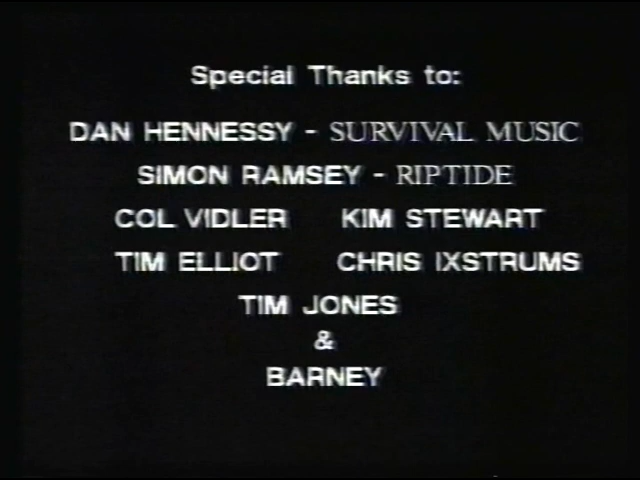 Special Thanks to:
DAN HENNESSY - SURVIVAL MUSIC
SIMON RAMSEY - RIPTIDE
COL VIDLER KIM STEWART
TIM ELLIOT CHRIS IXSTRUMS
TIM JONES
&
BARNEY